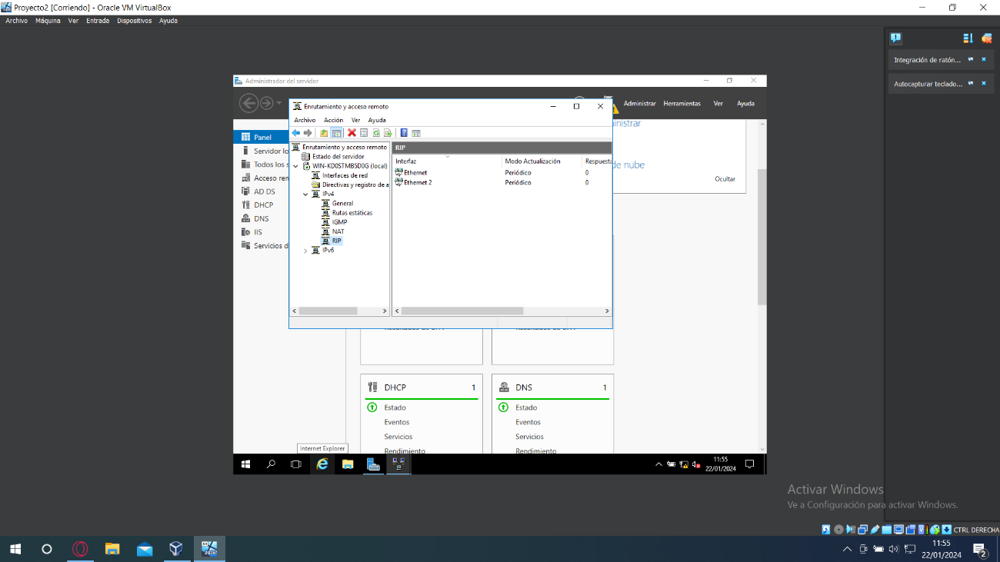 Proyecto2 [Corriendo] - Oracle VM VirtualBox
Archivo Máquina Ver Entrada Dispositivos Ayuda
Integración de ratón...
Autocapturar teclado...
Administrador del servidor
Administrar Herramientas Ver Ayuda
Enrutamiento y acceso remoto
Archivo Acción Ver Ayuda
Panel
Servidor lo
Todos los s
Acceso ren
AD DS
DHCP
DNS
IIS
Servicios d
Enrutamiento y acceso remoto
Estado del servidor
WIN-KD0STMB5D0G (local)
Interfaces de red
Directivas y registro de a
IPv4
General
Rutas estáticas
IGMP
NAT
RIP
IPv6
RIP
Interfaz Modo Actualización Respuesta
Ethernet Periódico 0
Ethernet 2 Periódico 0
ministrar
de nube
Ocultar
DHCP 1
Estado
Eventos
Servicios
Rendimiento
DNS 1
Estado
Eventos
Servicios
Rendimiento
Internet Explorer
11:55
22/01/2024
Activar Windows
Ve a Configuración para activar Windows.
CTRL DERECHA
2016
11:55
22/01/2024
2